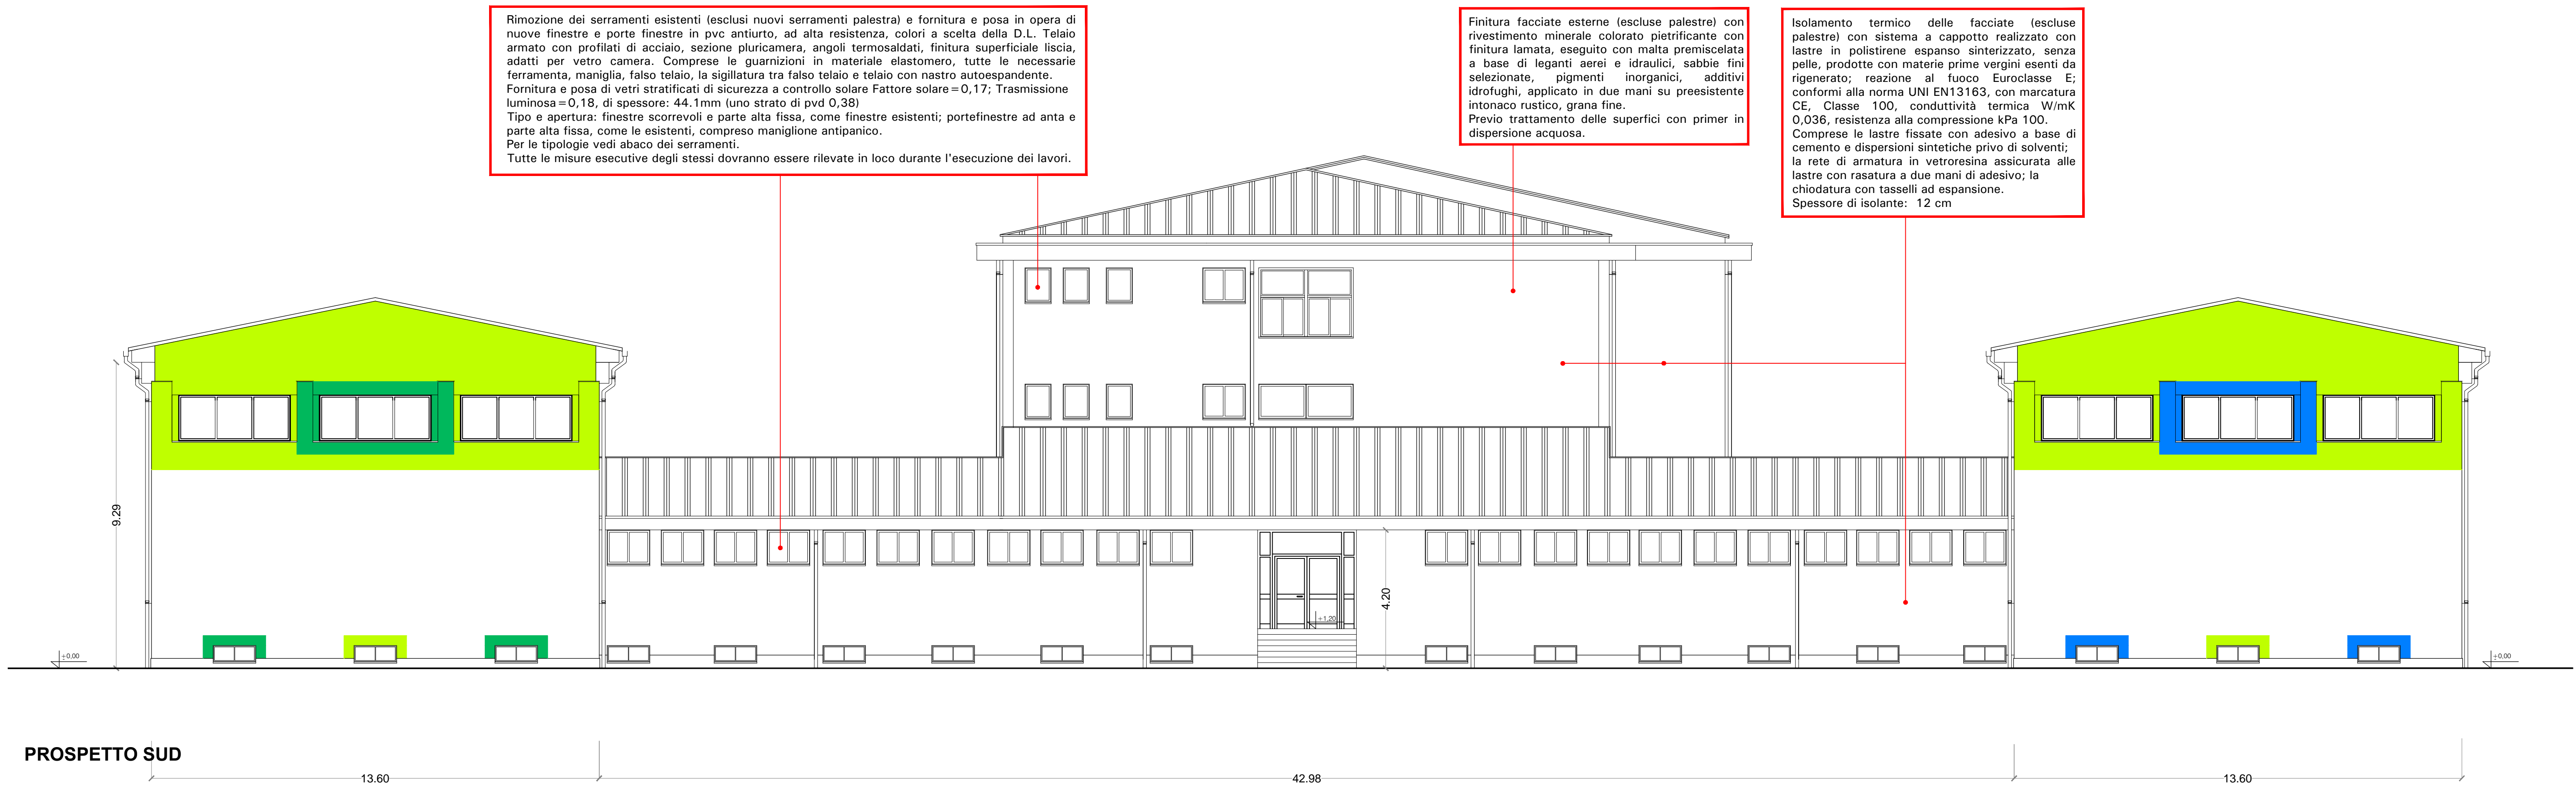 Rimozione dei serramenti esistenti (esclusi nuovi serramenti palestra) e fornitura e posa in opera di
nuove finestre e porte finestre in pvc antiurto, ad alta resistenza, colori a scelta della D.L. Telaio
armato con profilati di acciaio, sezione pluricamera, angoli termosaldati, finitura superficiale liscia,
adatti per vetro camera. Comprese le guarnizioni in materiale elastomero, tutte le necessarie
ferramenta, maniglia, falso telaio, la sigillatura tra falso telaio e telaio con nastro autoespandente.
Fornitura e posa di vetri stratificati di sicurezza a controllo solare Fattore solare=0,17; Trasmissione
luminosa=0,18, di spessore: 44.1mm (uno strato di pvd 0,38)
Tipo e apertura: finestre scorrevoli e parte alta fissa, come finestre esistenti; portefinestre ad anta e
parte alta fissa, come le esistenti, compreso maniglione antipanico.
Per le tipologie vedi abaco dei serramenti.
Tutte le misure esecutive degli stessi dovranno essere rilevate in loco durante l'esecuzione dei lavori.
Finitura facciate esterne (escluse palestre) con
rivestimento minerale colorato pietrificante con
finitura lamata, eseguito con malta premiscelata
a base di leganti aerei e idraulici, sabbie fini
selezionate, pigmenti inorganici, additivi
idrofughi, applicato in due mani su preesistente
intonaco rustico, grana fine.
Previo trattamento delle superfici con primer in
dispersione acquosa.
Isolamento termico delle facciate (escluse
palestre) con sistema a cappotto realizzato con
lastre in polistirene espanso sinterizzato, senza
pelle, prodotte con materie prime vergini esenti da
rigenerato; reazione al fuoco Euroclasse E;
conformi alla norma UNI EN13163, con marcatura
CE, Classe 100, conduttività termica W/mK
0,036, resistenza alla compressione kPa 100.
Comprese le lastre fissate con adesivo a base di
cemento e dispersioni sintetiche privo di solventi;
la rete di armatura in vetroresina assicurata alle
lastre con rasatura a due mani di adesivo; la
chiodatura con tasselli ad espansione.
Spessore di isolante: 12 cm
9.29
4.20
+1,20
+0,00
+0,00
PROSPETTO SUD
13.60
42.98
13.60